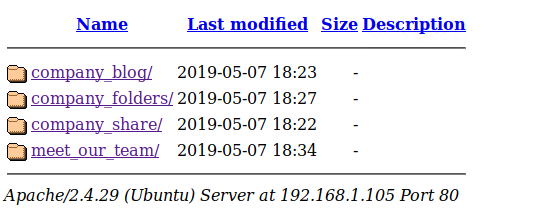 Name Last modified Size Description
company_blog/ 2019-05-07 18:23 -
company_folders/ 2019-05-07 18:27 -
company_share/ 2019-05-07 18:22 -
meet_our_team/ 2019-05-07 18:34 -
Apache/2.4.29 (Ubuntu) Server at 192.168.1.105 Port 80